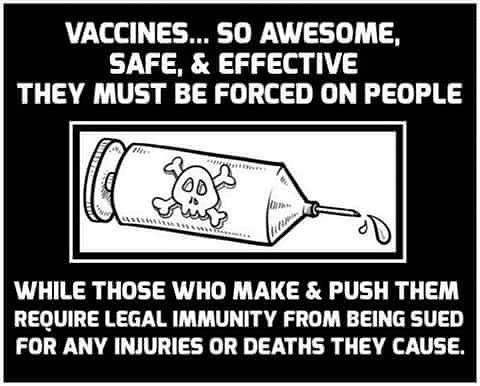 VACCINES... SO AWESOME,
SAFE, & EFFECTIVE
THEY MUST BE FORCED ON PEOPLE
WHILE THOSE WHO MAKE & PUSH THEM
REQUIRE LEGAL IMMUNITY FROM BEING SUED
FOR ANY INJURIES OR DEATHS THEY CAUSE.